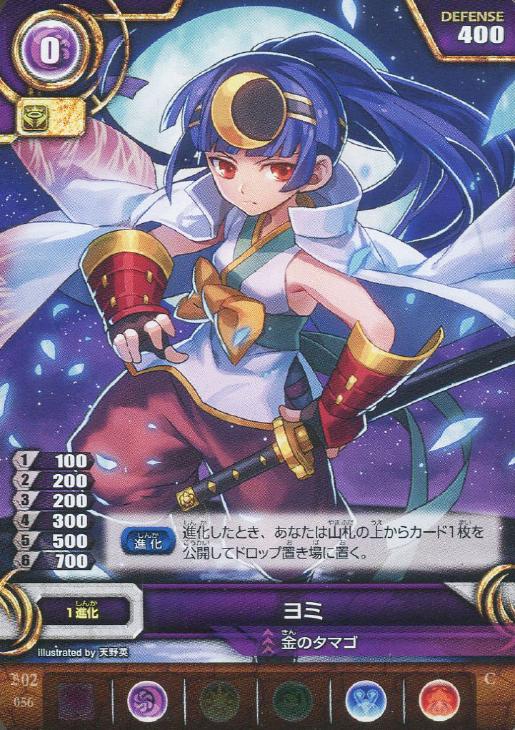 0
DEFENSE
400
1 100
2 200
3 200
4 300
5 500
6 700
進化 進化したとき、あなたは山札の上からカード1枚を
公開してドロップ置き場に置く。
1進化
ヨミ
金のタマゴ
illustrated by 天野英
B02
056
C